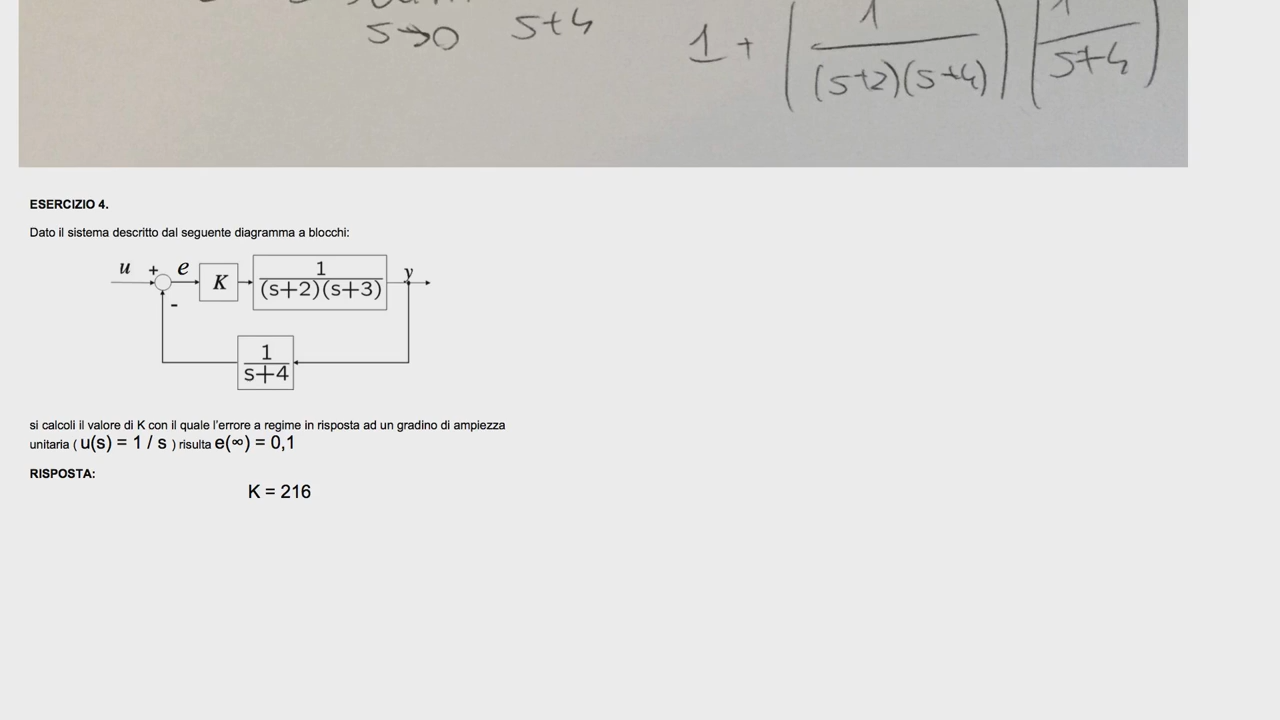 s→0 s+4 1 + ( 1 / (s+2)(s+4) ) ( 1 / s+4 )
ESERCIZIO 4.
Dato il sistema descritto dal seguente diagramma a blocchi:
u + e K 1 y
(s+2)(s+3)
-
1
s+4
si calcoli il valore di K con il quale l'errore a regime in risposta ad un gradino di ampiezza
unitaria ( u(s) = 1 / s ) risulta e(∞) = 0,1
RISPOSTA:
K = 216